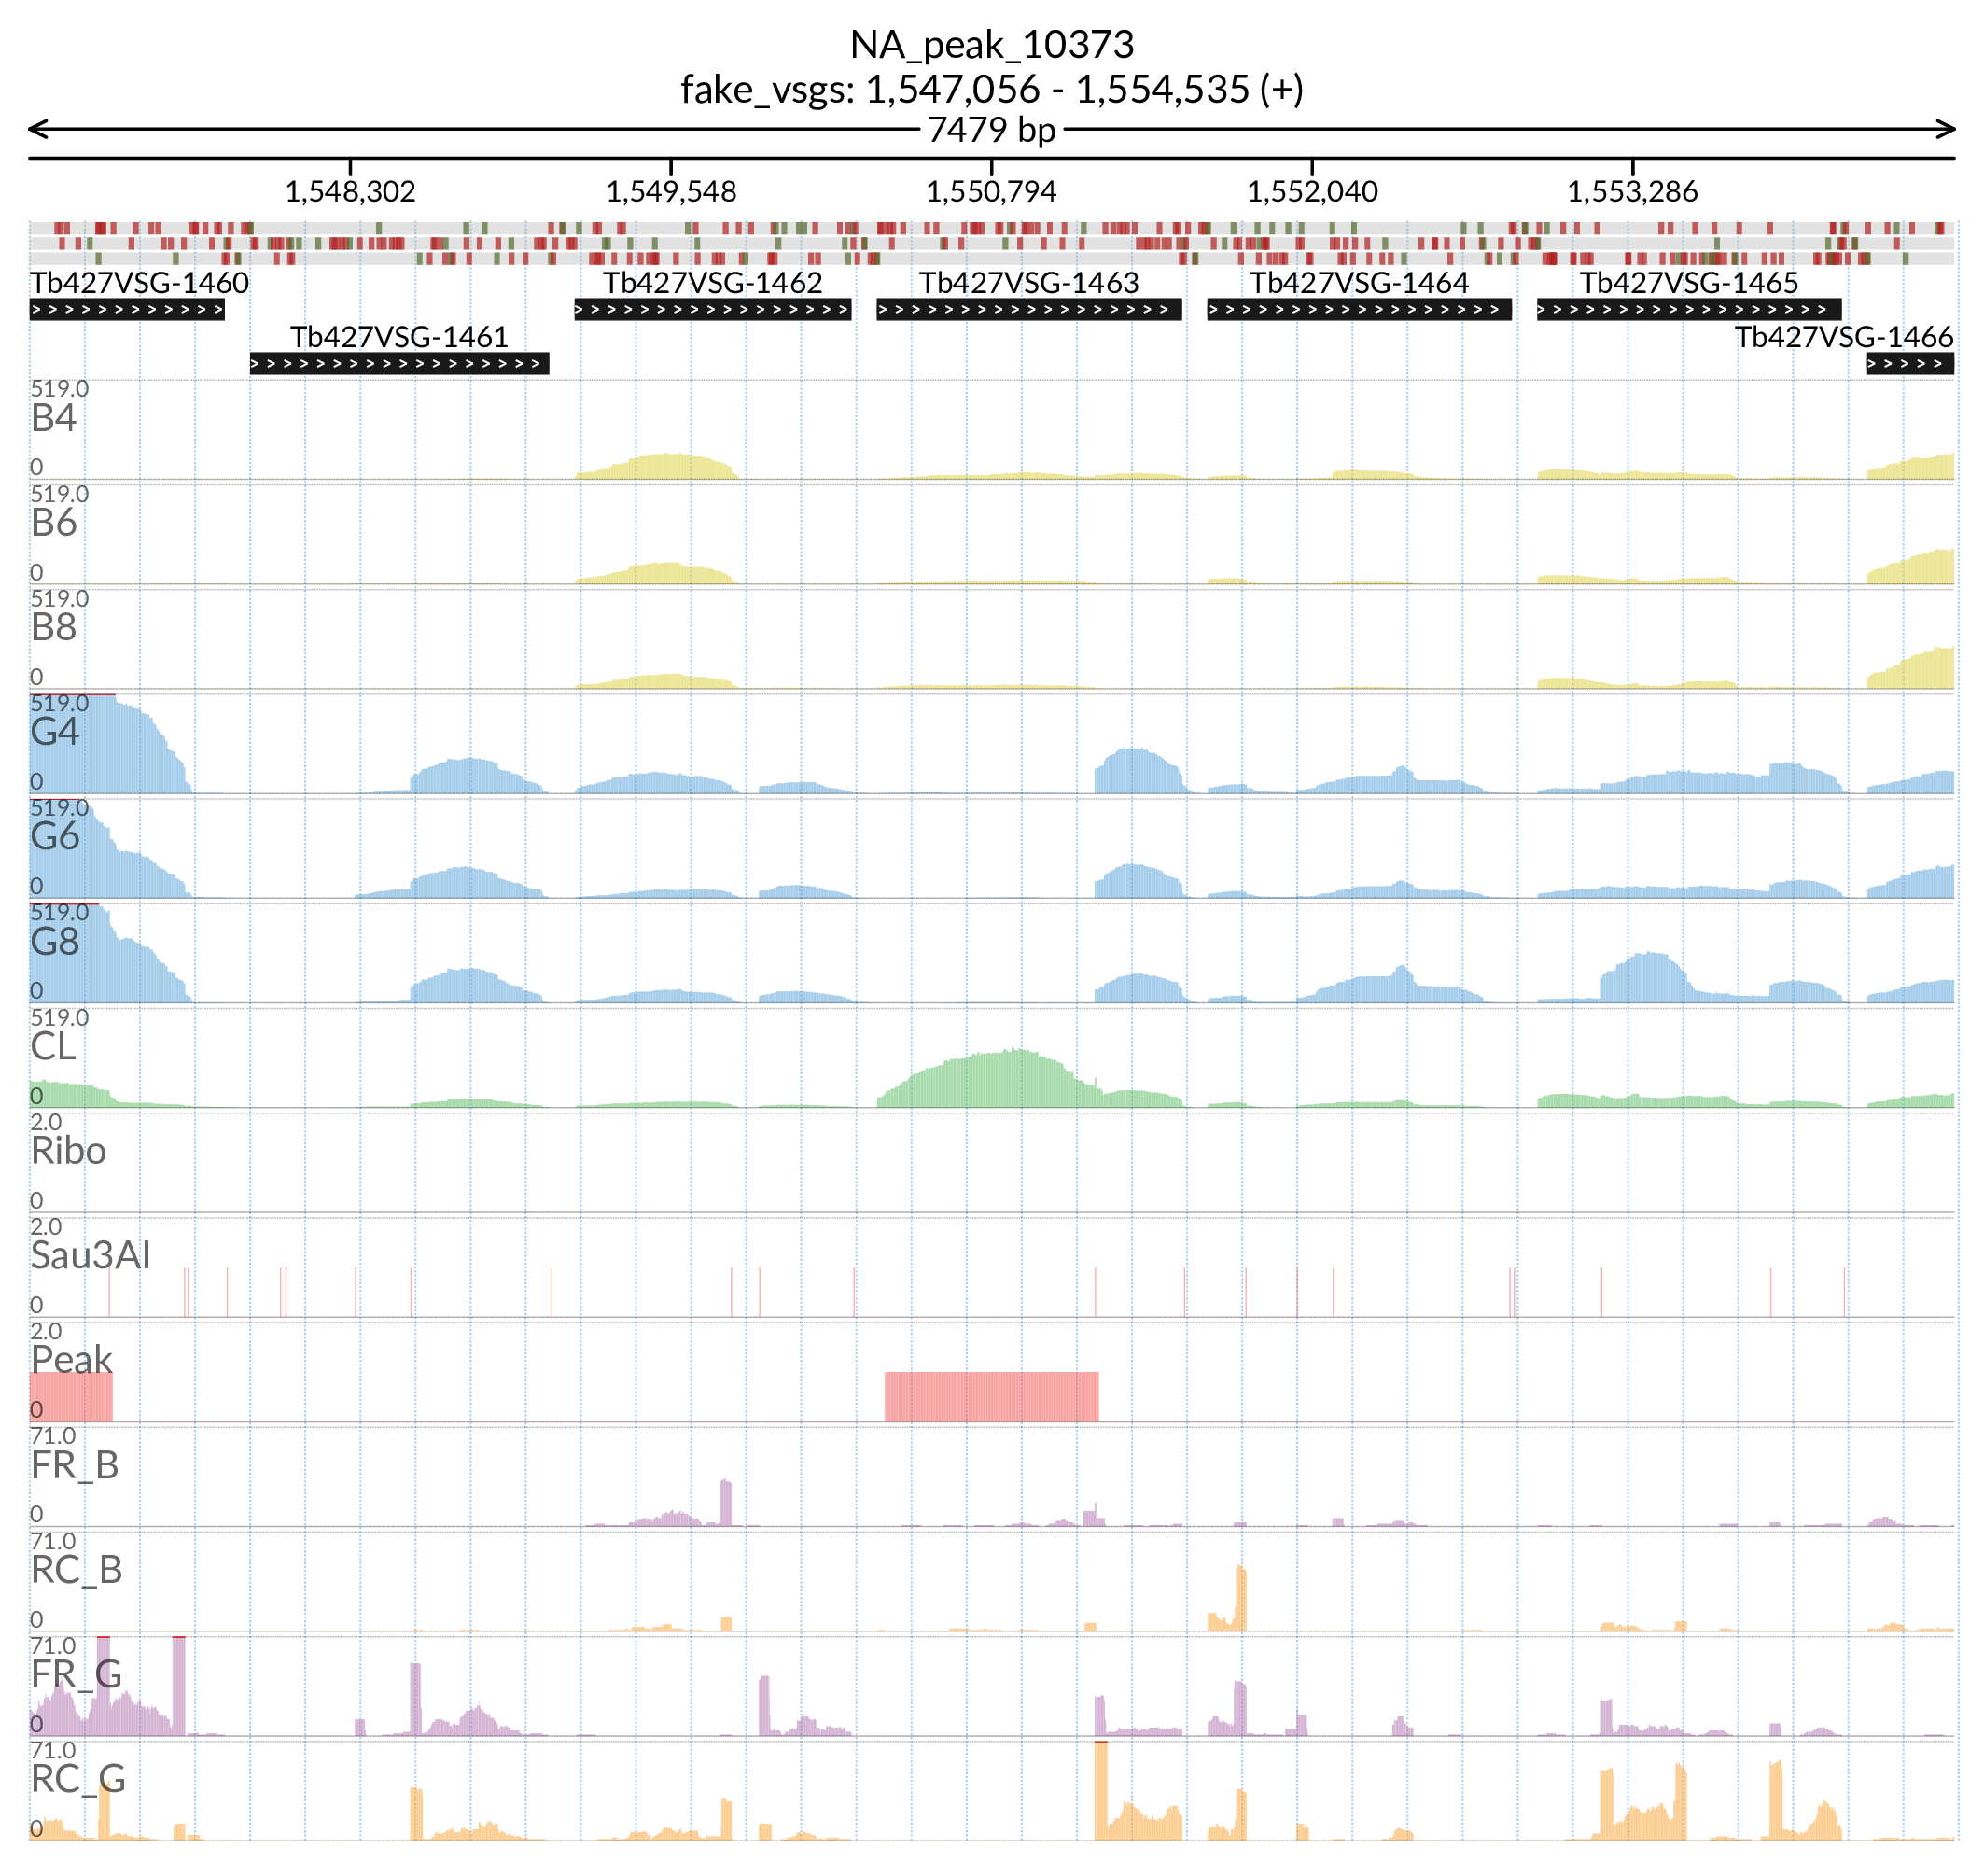 NA_peak_10373
fake_vsgs: 1,547,056 - 1,554,535 (+)
7479 bp
1,548,302 1,549,548 1,550,794 1,552,040 1,553,286
Tb427VSG-1460 Tb427VSG-1462 Tb427VSG-1463 Tb427VSG-1464 Tb427VSG-1465
Tb427VSG-1461 Tb427VSG-1466
519.0
B4
0
519.0
B6
0
519.0
B8
0
519.0
G4
0
519.0
G6
0
519.0
G8
0
519.0
CL
0
2.0
Ribo
0
2.0
Sau3AI
0
2.0
Peak
0
71.0
FR_B
0
71.0
RC_B
0
71.0
FR_G
0
71.0
RC_G
0